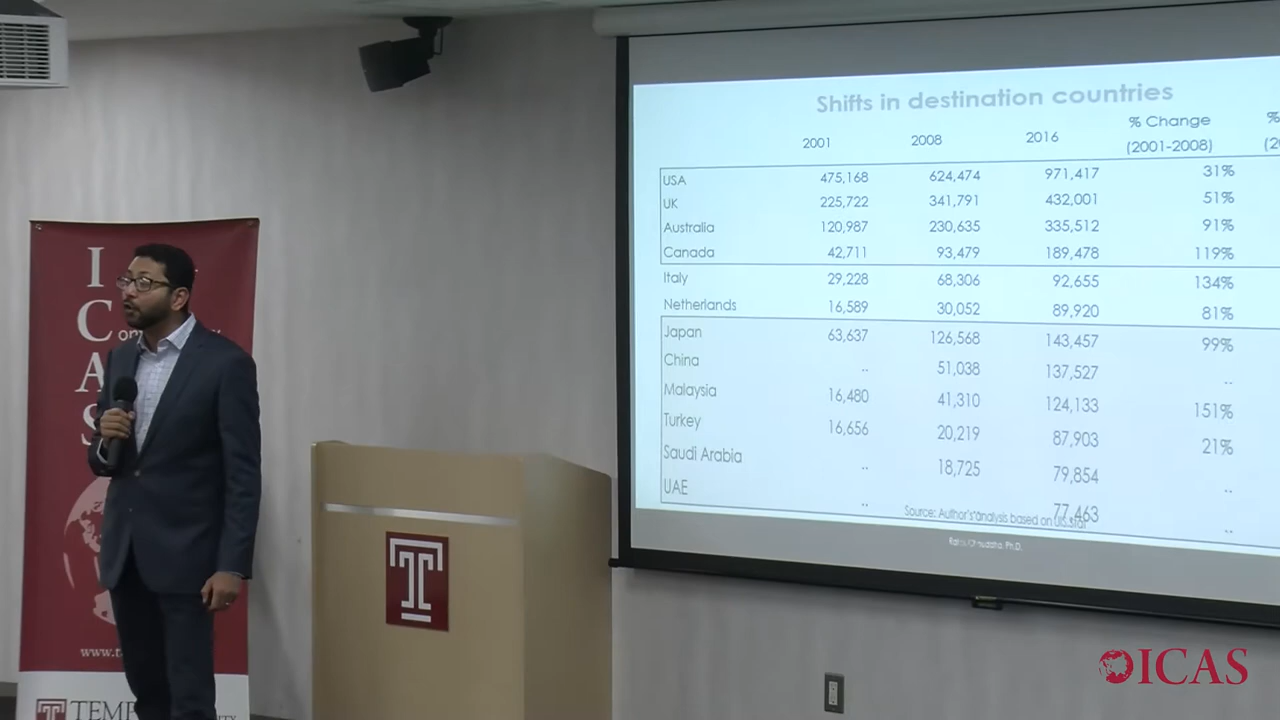 Shifts in destination countries
2001 2008 2016 % Change (2001-2008) %
USA 475,168 624,474 971,417 31%
UK 225,722 341,791 432,001 51%
Australia 120,987 230,635 335,512 91%
Canada 42,711 93,479 189,478 119%
Italy 29,228 68,306 92,655 134%
Netherlands 16,589 30,052 89,920 81%
Japan 63,637 126,568 143,457 99%
China .. 51,038 137,527 ..
Malaysia 16,480 41,310 124,133 151%
Turkey 16,656 20,219 87,903 21%
Saudi Arabia .. 18,725 79,854 ..
UAE .. 77,463 ..
Source: Author's analysis based on
Ph.D.
I
C
A
S
www.
T
TEMP
ICAS